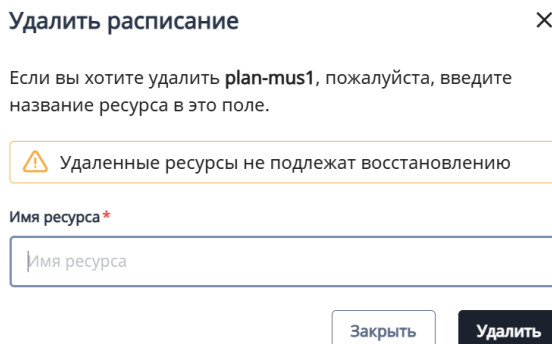 Удалить расписание
Если вы хотите удалить plan-mus1, пожалуйста, введите
название ресурса в это поле.
Удаленные ресурсы не подлежат восстановлению
Имя ресурса*
Имя ресурса
Закрыть Удалить